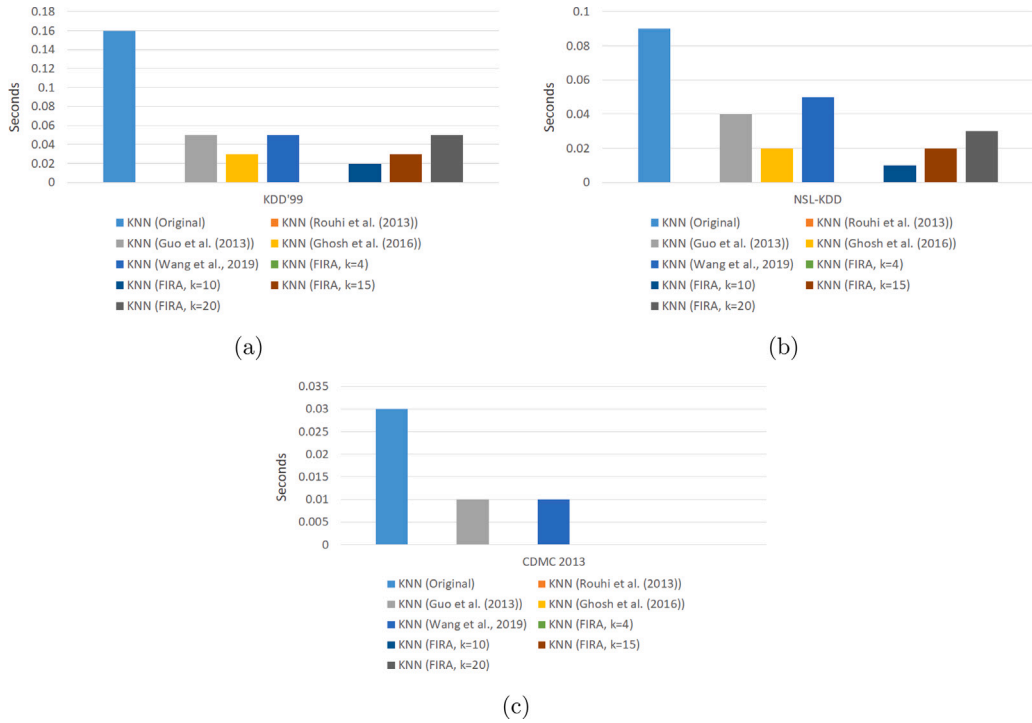 0.18
0.16
0.14
0.12
0.1
0.08
0.06
0.04
0.02
0
Seconds
KDD'99
KNN (Original)
KNN (Rouhi et al. (2013))
KNN (Guo et al. (2013))
KNN (Ghosh et al. (2016))
KNN (Wang et al., 2019)
KNN (FIRA, k=4)
KNN (FIRA, k=10)
KNN (FIRA, k=15)
KNN (FIRA, k=20)
(a)
0.1
0.08
0.06
0.04
0.02
0
Seconds
NSL-KDD
KNN (Original)
KNN (Rouhi et al. (2013))
KNN (Guo et al. (2013))
KNN (Ghosh et al. (2016))
KNN (Wang et al., 2019)
KNN (FIRA, k=4)
KNN (FIRA, k=10)
KNN (FIRA, k=15)
KNN (FIRA, k=20)
(b)
0.035
0.03
0.025
0.02
0.015
0.01
0.005
0
Seconds
CDMC 2013
KNN (Original)
KNN (Rouhi et al. (2013))
KNN (Guo et al. (2013))
KNN (Ghosh et al. (2016))
KNN (Wang et al., 2019)
KNN (FIRA, k=4)
KNN (FIRA, k=10)
KNN (FIRA, k=15)
KNN (FIRA, k=20)
(c)